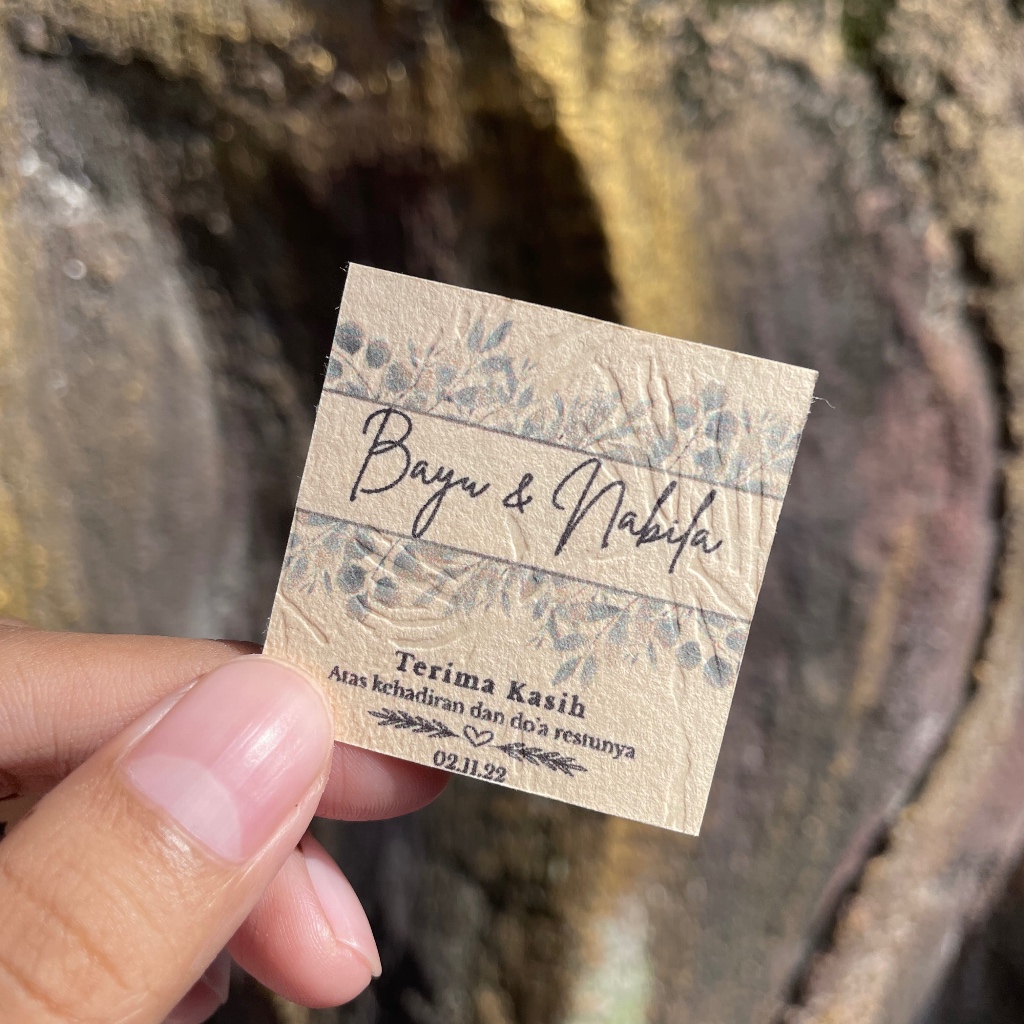 Bayu & Nabila
Terima Kasih
Atas kehadiran dan do'a restunya
02.11.22